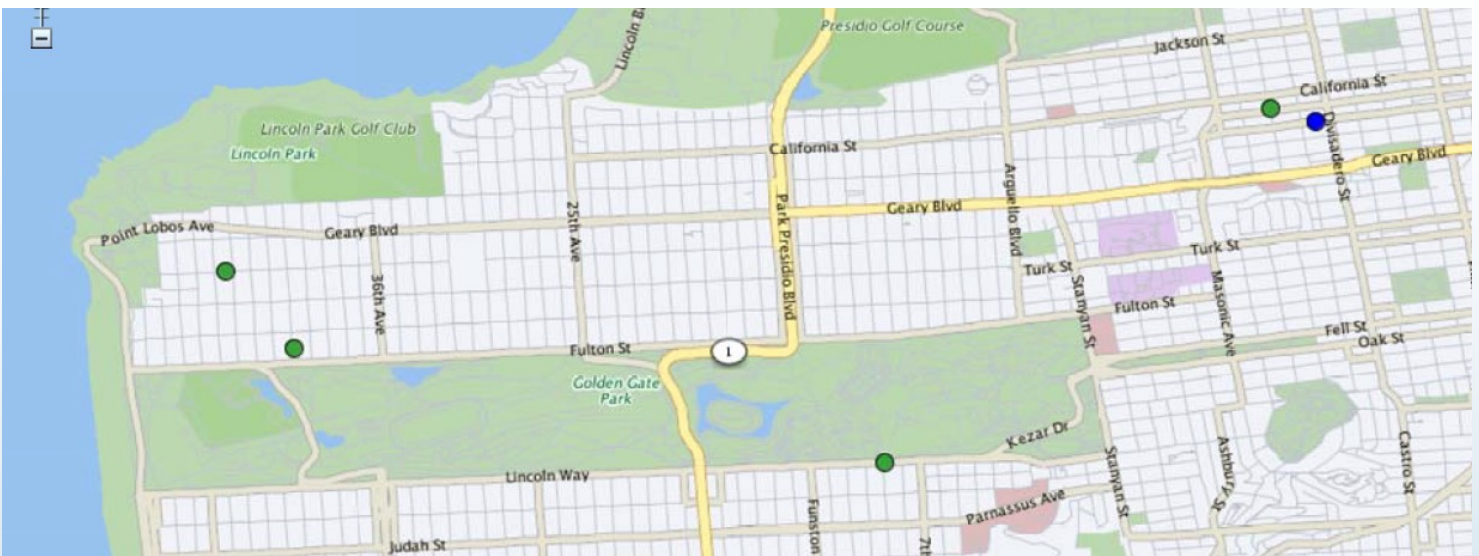 Lincoln B
Presidio Golf Course
Jackson St
California St
Lincoln Park Golf Club
Lincoln Park
California St
Divisadero St
Geary Blvd
Arguello Blvd
Park Presidio Blvd
Geary Blvd
25th Ave
Point Lobos Ave
Geary Blvd
Turk St
Turk St
36th Ave
Stanyan St
Masonic Ave
Fulton St
Fell St
Oak St
Fulton St
1
Golden Gate
Park
Kezar Dr
Lincoln Way
Stanyan St
Ashbury St
Castro St
Parnassus Ave
Funston
7th
Judah St